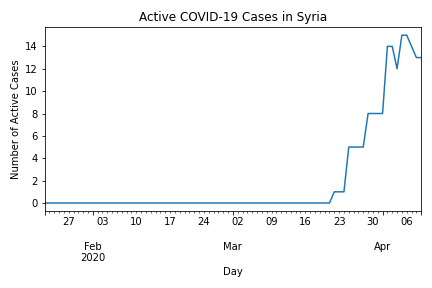 Active COVID-19 Cases in Syria
Number of Active Cases
14
12
10
8
6
4
2
0
27 03 10 17 24 02 09 16 23 30 06
Feb Mar Apr
2020
Day